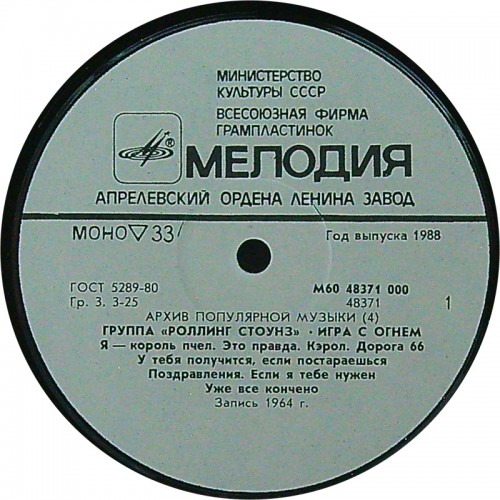 МИНИСТЕРСТВО
КУЛЬТУРЫ СССР
ВСЕСОЮЗНАЯ ФИРМА
ГРАМПЛАСТИНОК
® МЕЛОДИЯ
АПРЕЛЕВСКИЙ ОРДЕНА ЛЕНИНА ЗАВОД
МОНО ▽ 33 Год выпуска 1988
ГОСТ 5289-80 М60 48371 000
Гр. 3. 3-25 48371 1
АРХИВ ПОПУЛЯРНОЙ МУЗЫКИ (4)
ГРУППА «РОЛЛИНГ СТОУНЗ» · ИГРА С ОГНЕМ
Я — король пчел. Это правда. Кэрол. Дорога 66
У тебя получится, если постараешься
Поздравления. Если я тебе нужен
Уже все кончено
Запись 1964 г.